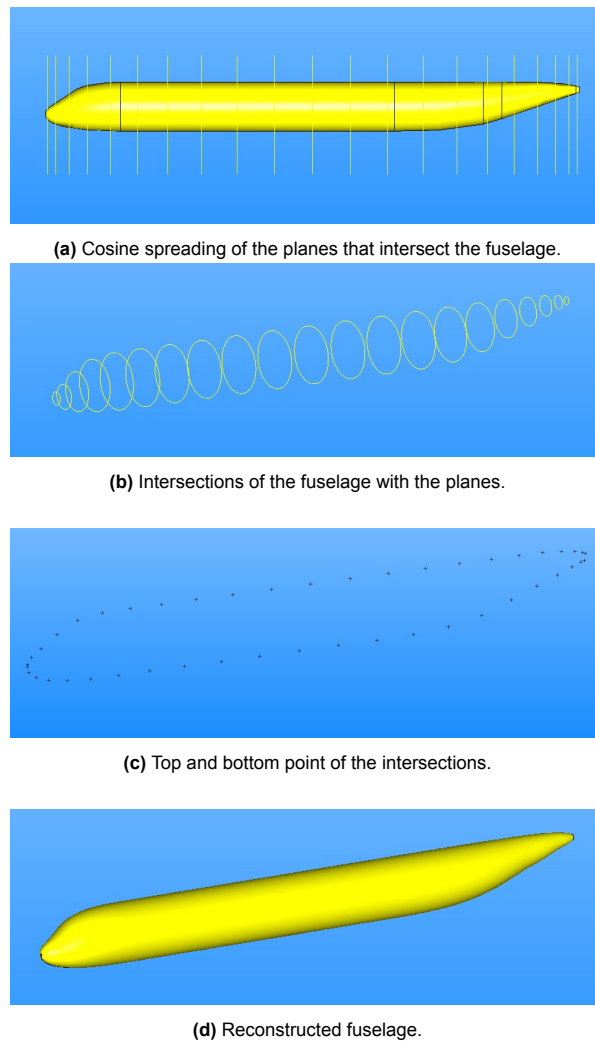 (a) Cosine spreading of the planes that intersect the fuselage.
(b) Intersections of the fuselage with the planes.
(c) Top and bottom point of the intersections.
(d) Reconstructed fuselage.